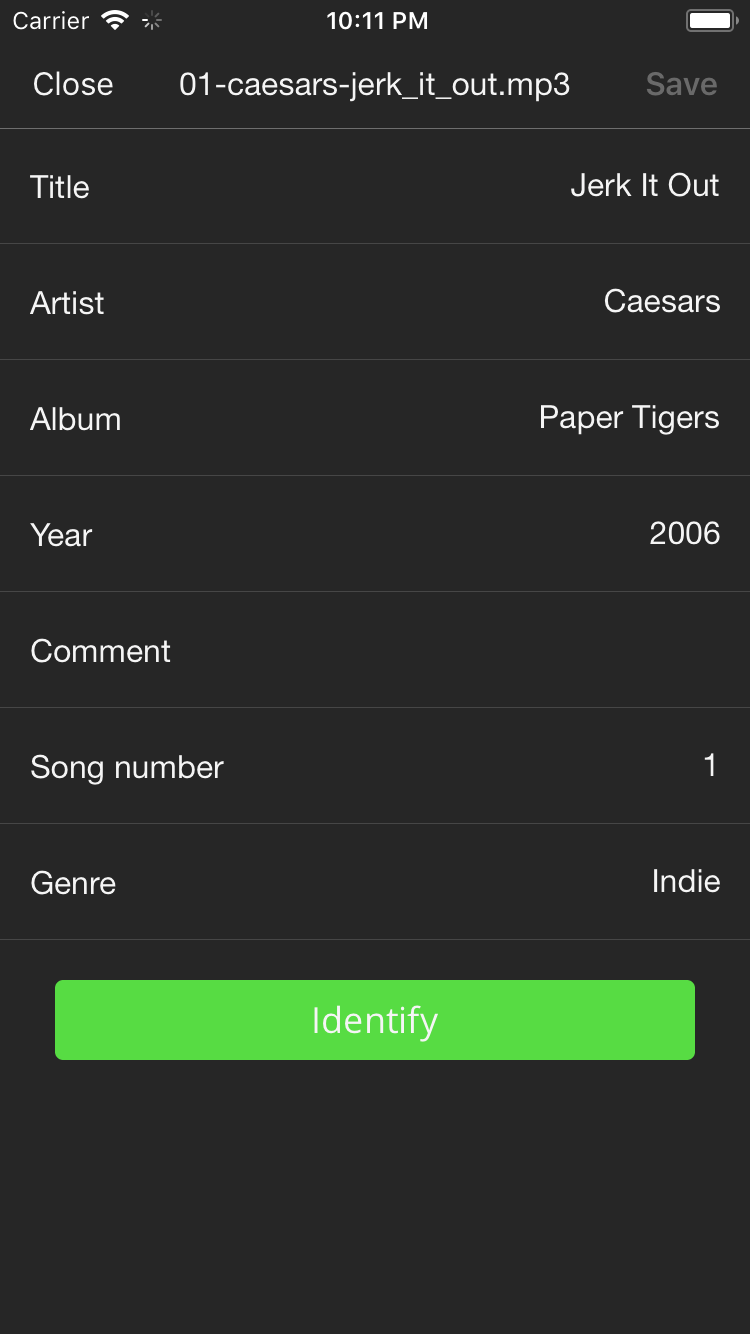 Carrier 10:11 PM
Close 01-caesars-jerk_it_out.mp3 Save
Title Jerk It Out
Artist Caesars
Album Paper Tigers
Year 2006
Comment
Song number 1
Genre Indie
Identify